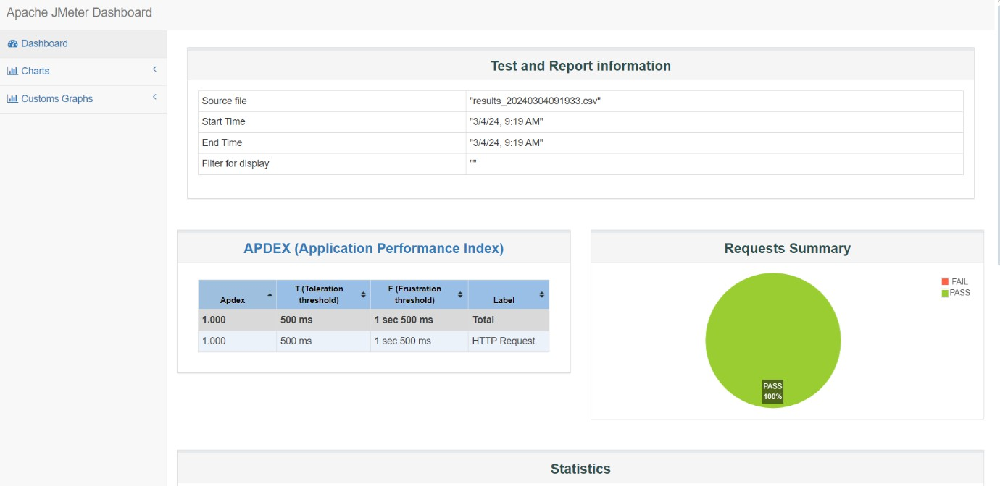 Apache JMeter Dashboard
Dashboard
Charts
Customs Graphs
Test and Report information
Source file "results_20240304091933.csv"
Start Time "3/4/24, 9:19 AM"
End Time "3/4/24, 9:19 AM"
Filter for display ""
APDEX (Application Performance Index)
Apdex T (Toleration threshold) F (Frustration threshold) Label
1.000 500 ms 1 sec 500 ms Total
1.000 500 ms 1 sec 500 ms HTTP Request
Requests Summary
FAIL
PASS
PASS
100%
Statistics